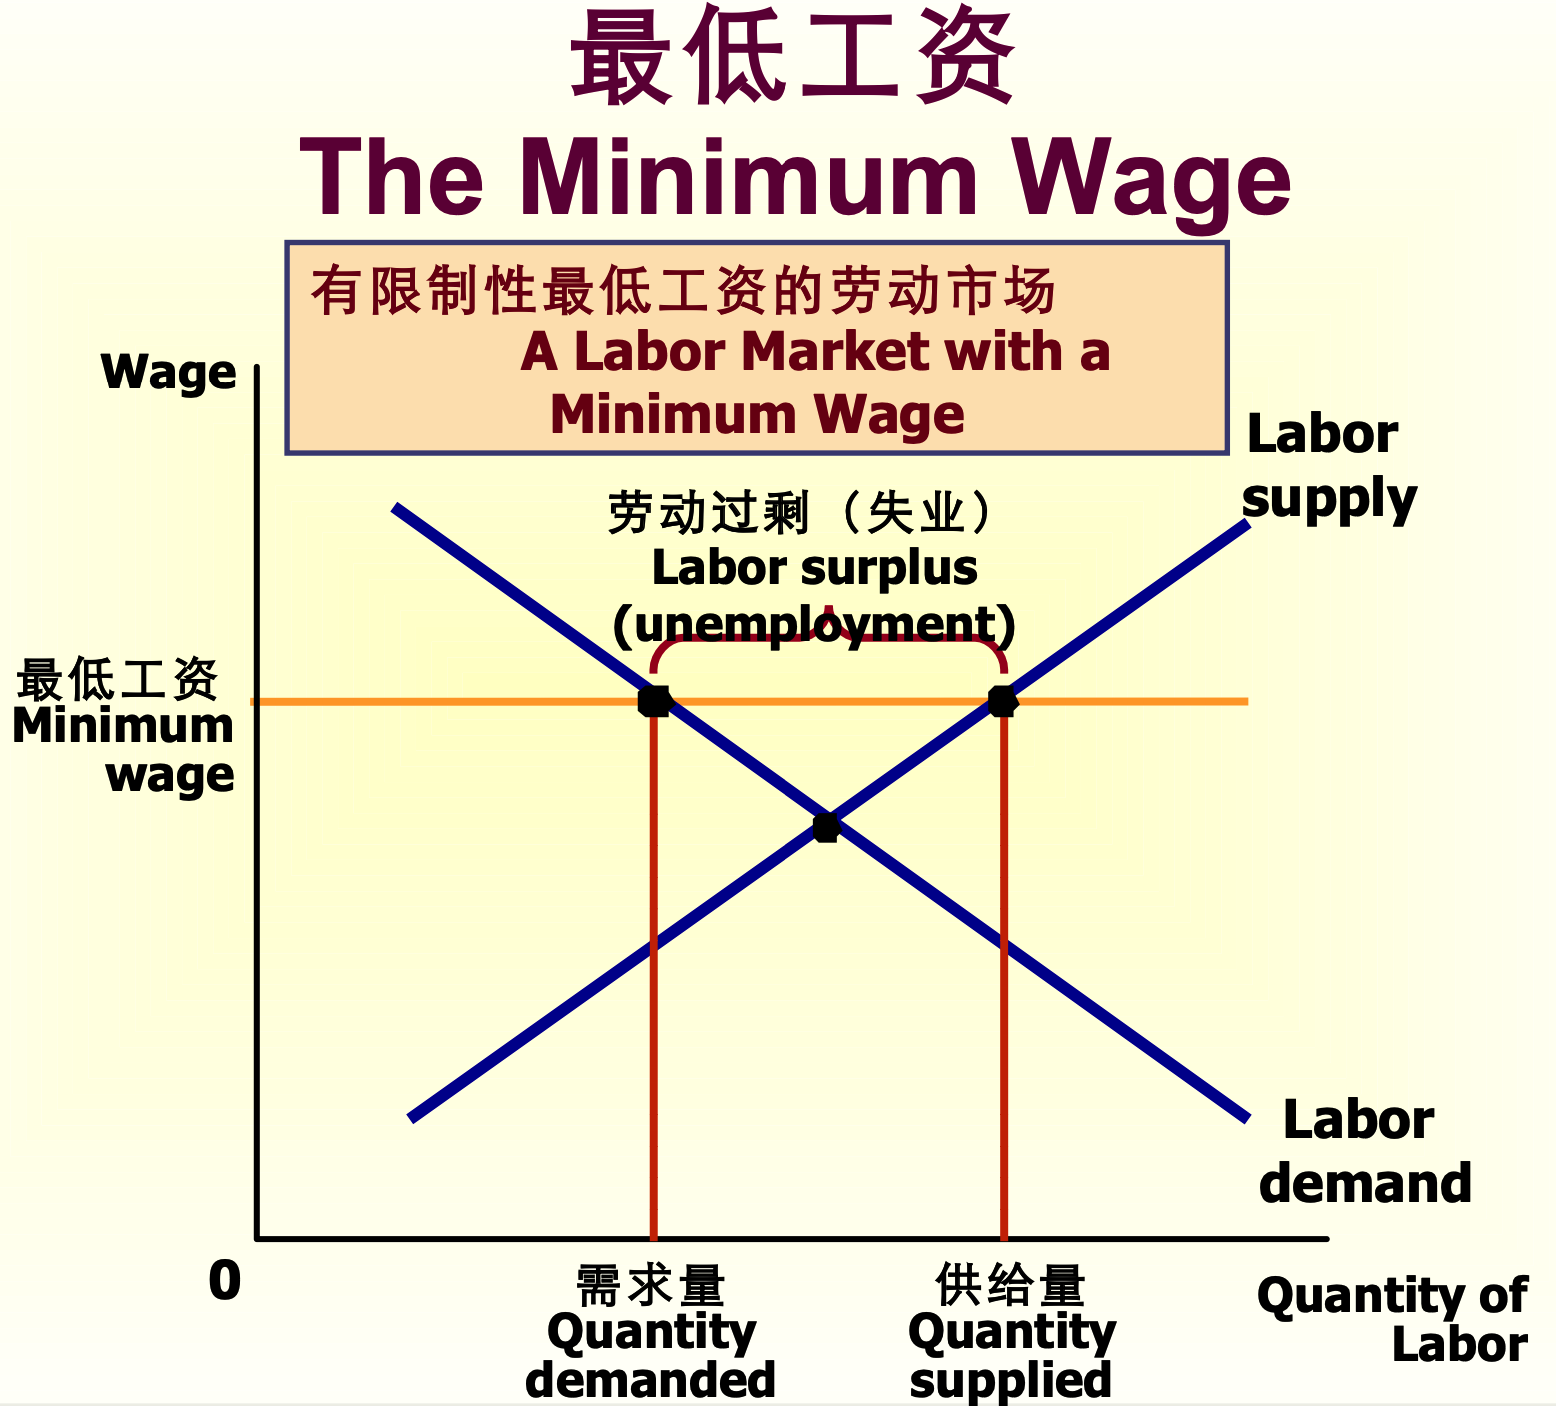 最低工资
The Minimum Wage
有限制性最低工资的劳动市场
A Labor Market with a
Minimum Wage
Wage
Labor
supply
劳动过剩（失业）
Labor surplus
(unemployment)
最低工资
Minimum
wage
Labor
demand
0
需求量
Quantity
demanded
供给量
Quantity
supplied
Quantity of
Labor